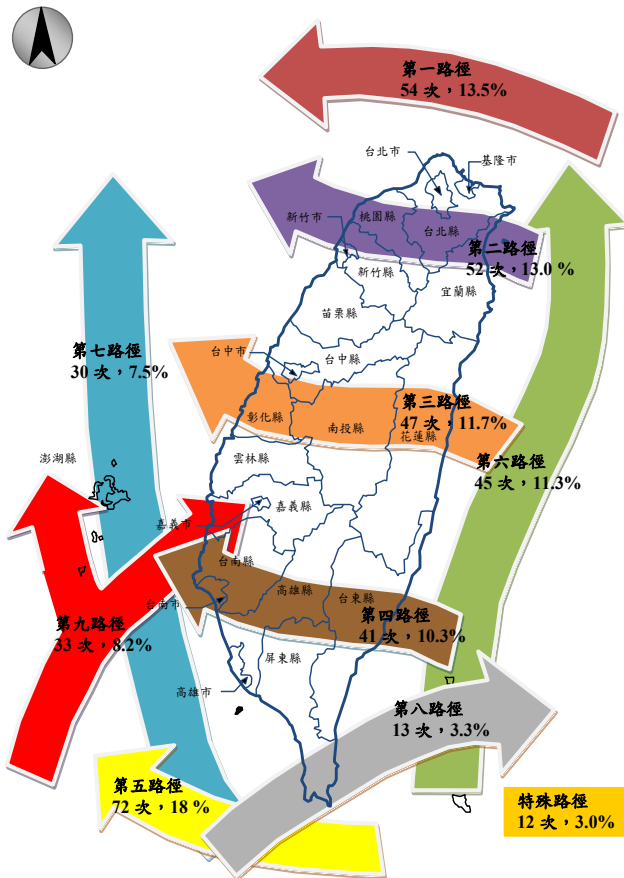 第一路徑
54 次，13.5%
台北市
基隆市
新竹市
桃園縣
台北縣
第二路徑
52 次，13.0 %
新竹縣
宜蘭縣
苗栗縣
第七路徑
30 次，7.5%
台中市
台中縣
第三路徑
47 次，11.7%
彰化縣
南投縣
花蓮縣
澎湖縣
雲林縣
第六路徑
45 次，11.3%
嘉義縣
嘉義市
台南縣
台南市
高雄縣
台東縣
第九路徑
33 次，8.2%
第四路徑
41 次，10.3%
屏東縣
高雄市
第八路徑
13 次，3.3%
第五路徑
72 次，18 %
特殊路徑
12 次，3.0%